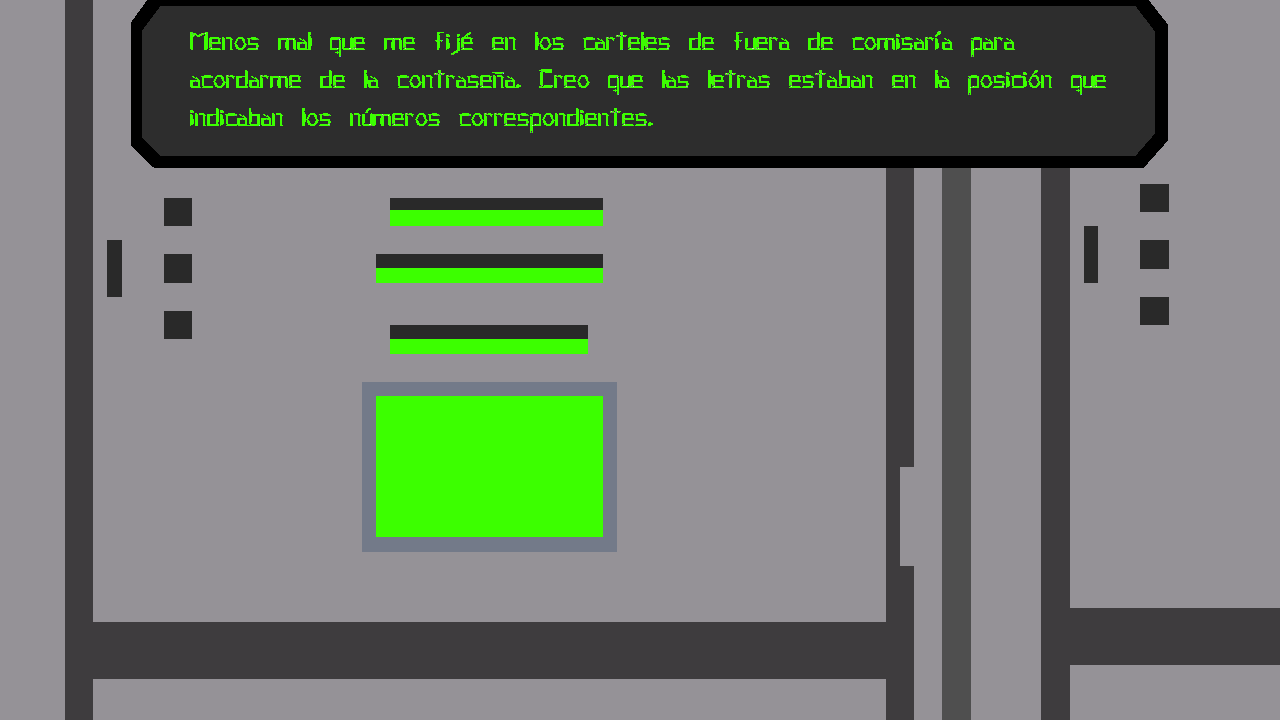 Menos mal que me fijé en los carteles de fuera de comisaría para
acordarme de la contraseña. Creo que las letras estaban en la posición que
indicaban los números correspondientes.